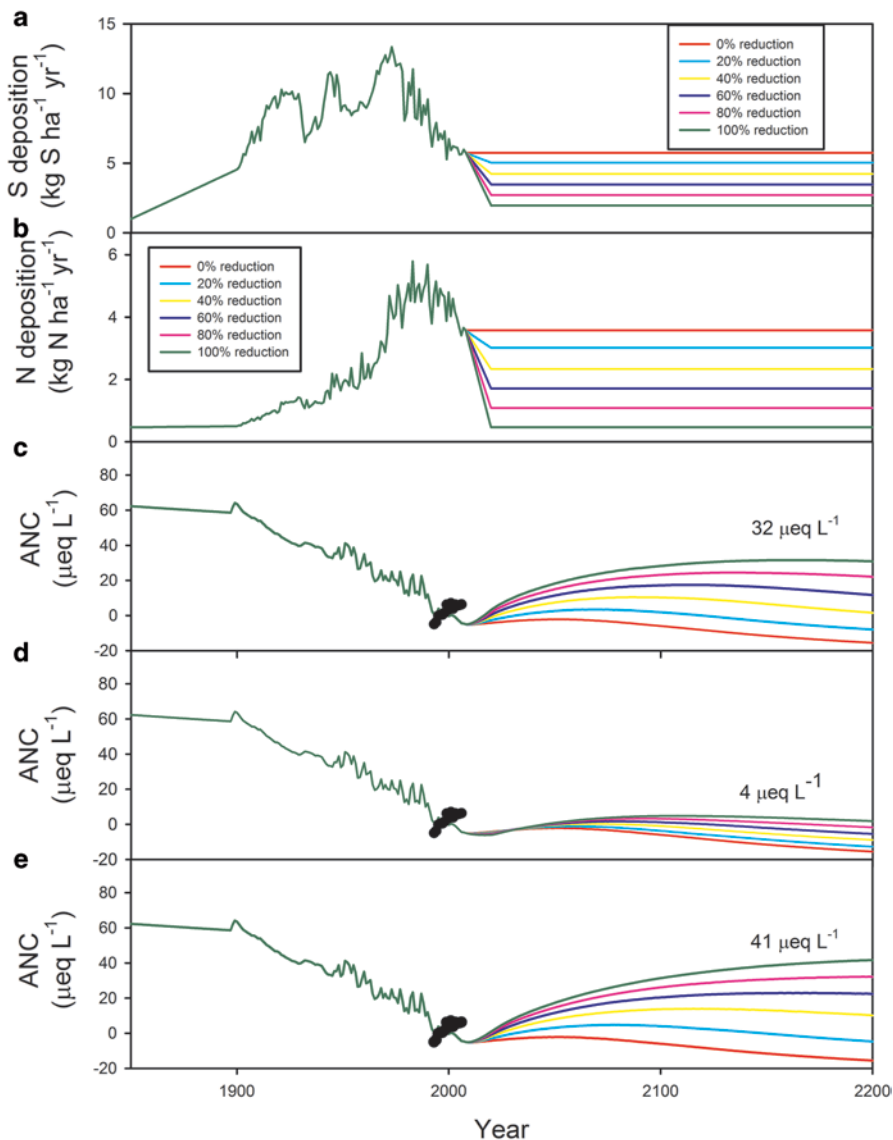 a
S deposition
(kg S ha⁻¹ yr⁻¹)
15
10
5
0
0% reduction
20% reduction
40% reduction
60% reduction
80% reduction
100% reduction
b
N deposition
(kg N ha⁻¹ yr⁻¹)
6
4
2
0
0% reduction
20% reduction
40% reduction
60% reduction
80% reduction
100% reduction
c
ANC
(μeq L⁻¹)
80
60
40
20
0
-20
32 μeq L⁻¹
d
ANC
(μeq L⁻¹)
80
60
40
20
0
-20
4 μeq L⁻¹
e
ANC
(μeq L⁻¹)
80
60
40
20
0
-20
41 μeq L⁻¹
1900
2000
2100
2200
Year